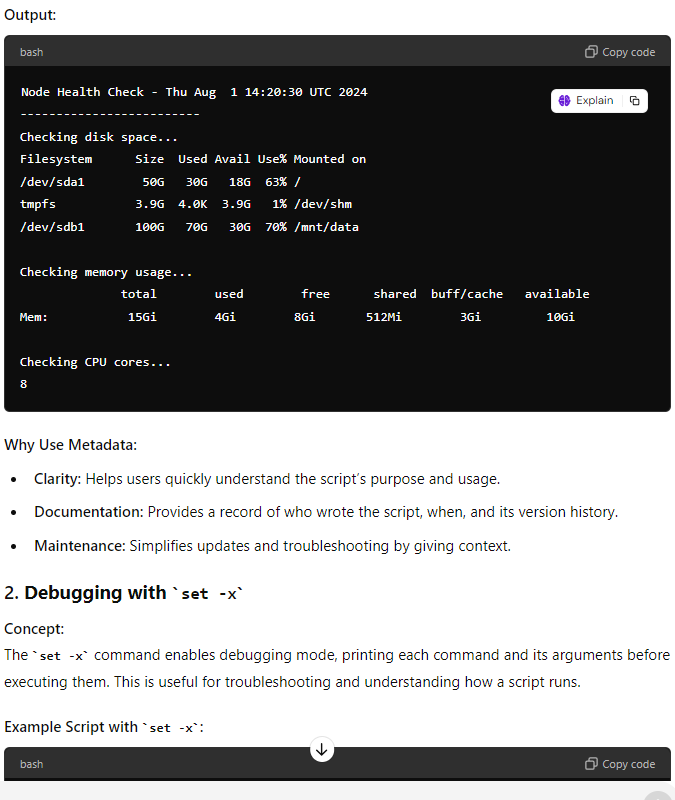 Output:
bash Copy code
Node Health Check - Thu Aug  1 14:20:30 UTC 2024
Explain
-------------------------
Checking disk space...
Filesystem      Size  Used Avail Use% Mounted on
/dev/sda1        50G   30G   18G  63% /
tmpfs           3.9G  4.0K  3.9G   1% /dev/shm
/dev/sdb1       100G   70G   30G  70% /mnt/data
Checking memory usage...
              total        used        free      shared  buff/cache   available
Mem:           15Gi        4Gi        8Gi       512Mi        3Gi         10Gi
Checking CPU cores...
8
Why Use Metadata:
• Clarity: Helps users quickly understand the script's purpose and usage.
• Documentation: Provides a record of who wrote the script, when, and its version history.
• Maintenance: Simplifies updates and troubleshooting by giving context.
2. Debugging with `set -x`
Concept:
The `set -x` command enables debugging mode, printing each command and its arguments before
executing them. This is useful for troubleshooting and understanding how a script runs.
Example Script with `set -x`:
bash Copy code